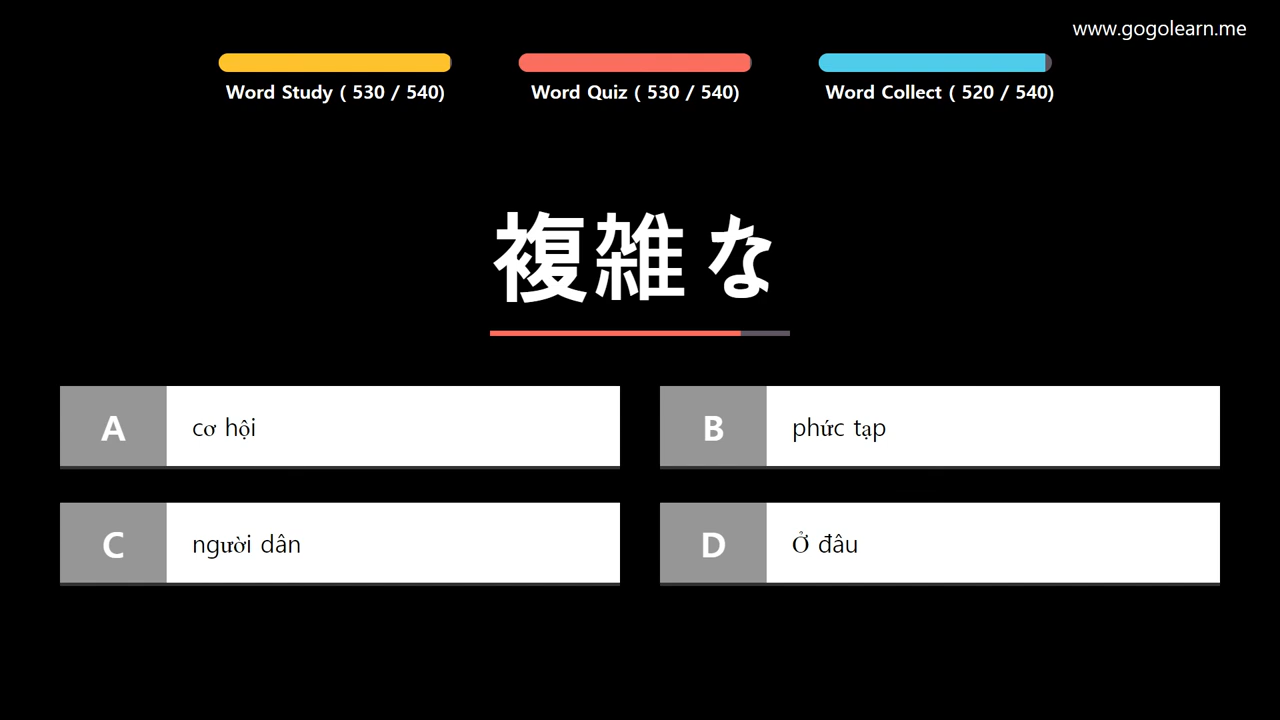 www.gogolearn.me
Word Study ( 530 / 540)
Word Quiz ( 530 / 540)
Word Collect ( 520 / 540)
複雑な
A
cơ hội
B
phức tạp
C
người dân
D
Ở đâu